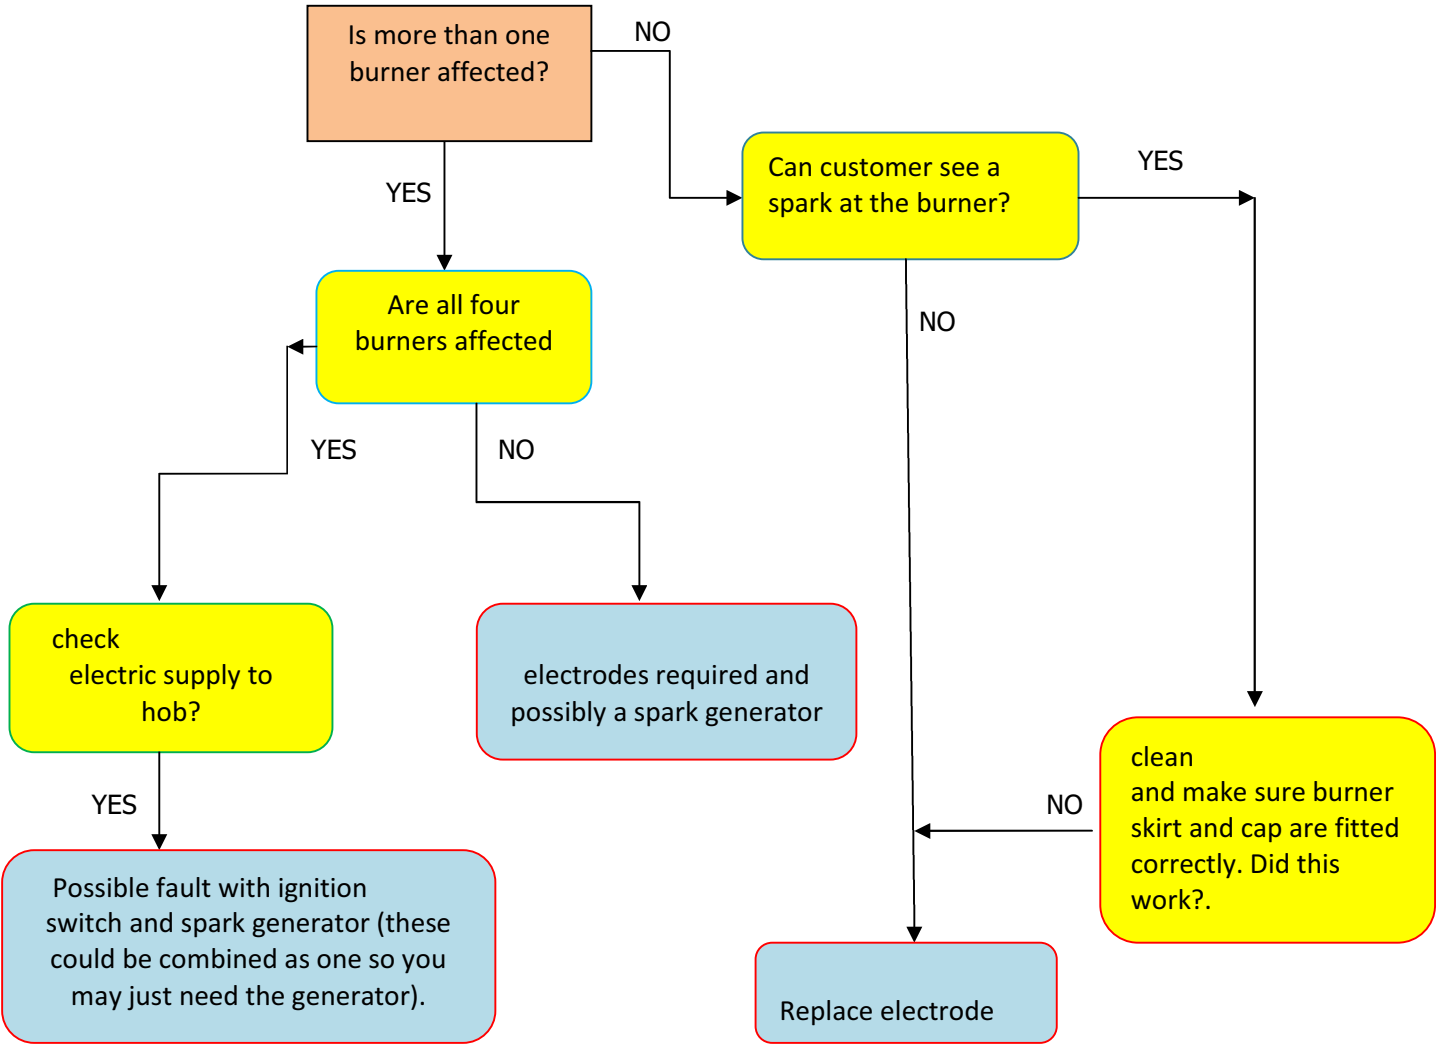 Is more than one
burner affected?
NO
Can customer see a
spark at the burner?
YES
YES
Are all four
burners affected
NO
YES
NO
check
electric supply to
hob?
electrodes required and
possibly a spark generator
clean
and make sure burner
skirt and cap are fitted
correctly. Did this
work?.
YES
NO
Possible fault with ignition
switch and spark generator (these
could be combined as one so you
may just need the generator).
Replace electrode